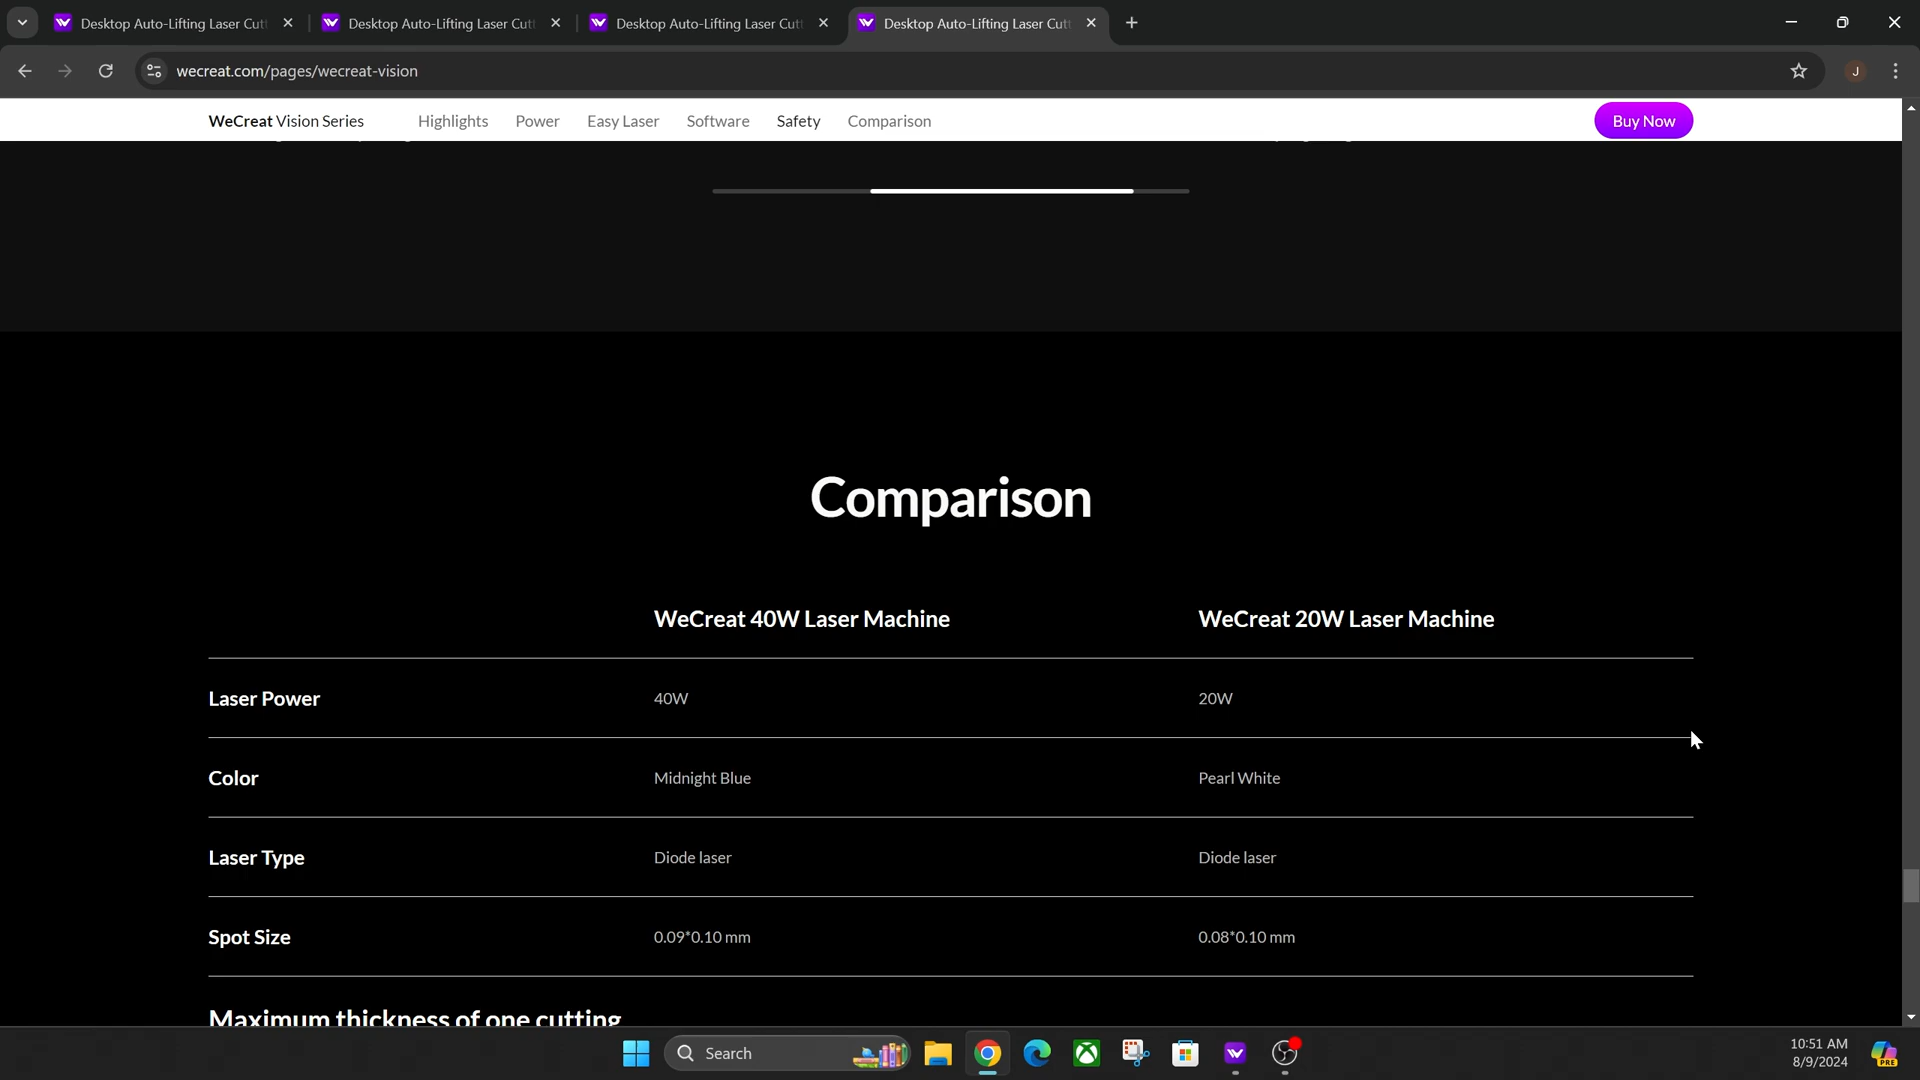 Desktop Auto-Lifting Laser Cutt
Desktop Auto-Lifting Laser Cutt
Desktop Auto-Lifting Laser Cutt
Desktop Auto-Lifting Laser Cutt
wecreat.com/pages/wecreat-vision
J
WeCreat Vision Series
Highlights
Power
Easy Laser
Software
Safety
Comparison
Buy Now
Comparison
WeCreat 40W Laser Machine
WeCreat 20W Laser Machine
Laser Power
40W
20W
Color
Midnight Blue
Pearl White
Laser Type
Diode laser
Diode laser
Spot Size
0.09*0.10 mm
0.08*0.10 mm
Maximum thickness of one cutting
Search
10:51 AM
8/9/2024
PRE